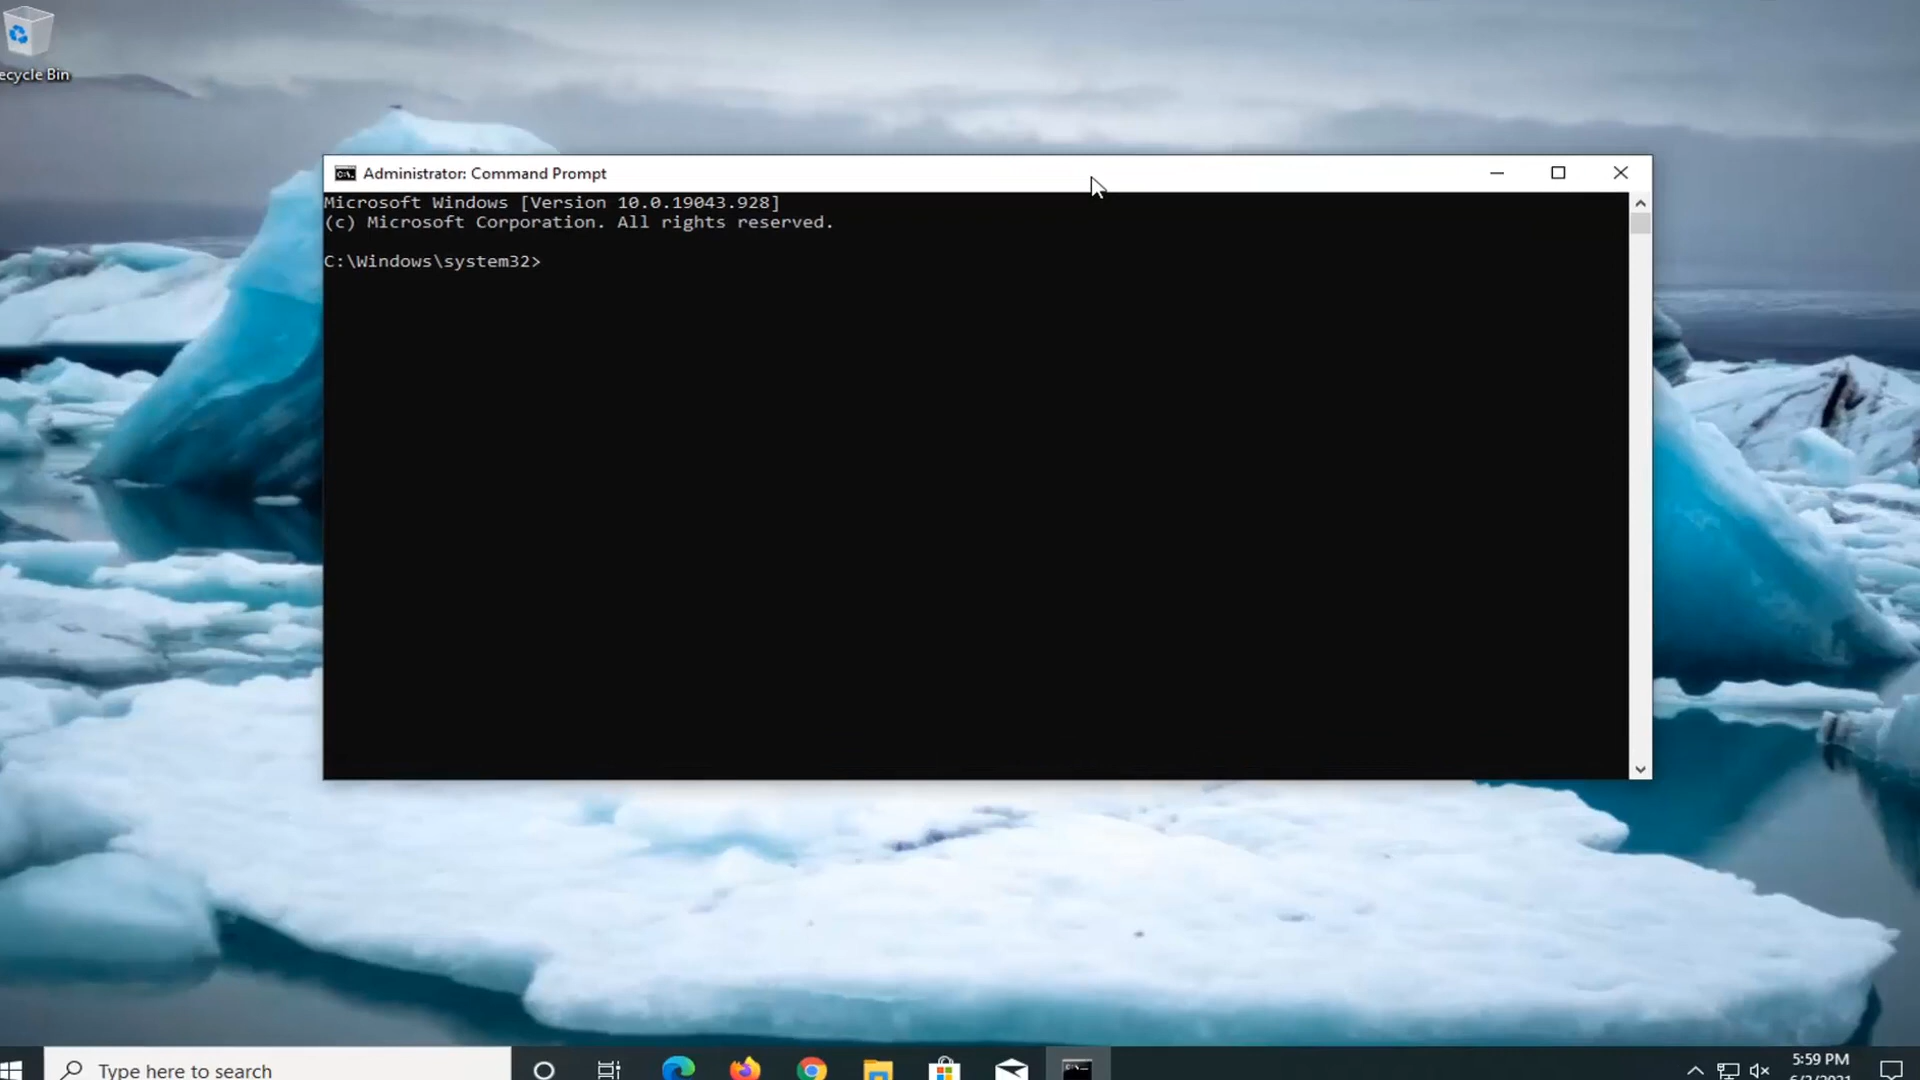 ecycle Bin
Administrator: Command Prompt
Microsoft Windows [Version 10.0.19043.928]
(c) Microsoft Corporation. All rights reserved.
C:\Windows\system32>
Type here to search
5:59 PM